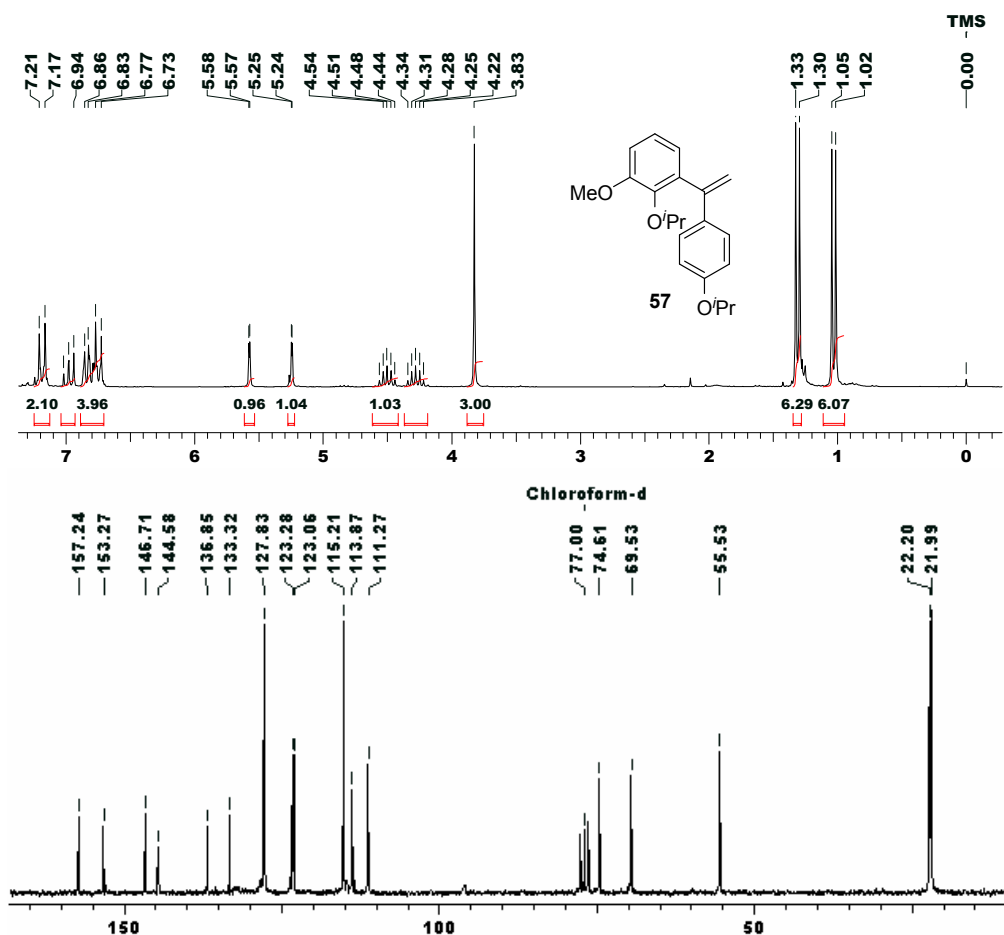 TMS
7.21 7.17 6.94 6.86 6.83 6.77 6.73 5.58 5.57 5.25 5.24 4.54 4.51 4.48 4.44 4.34 4.31 4.28 4.25 4.22 3.83 1.33 1.30 1.05 1.02 0.00
MeO
OⁱPr
57
OⁱPr
2.10 3.96 0.96 1.04 1.03 3.00 6.29 6.07
7 6 5 4 3 2 1 0
Chloroform-d
157.24 153.27 146.71 144.58 136.85 133.32 127.83 123.28 123.06 115.21 113.87 111.27 77.00 74.61 69.53 55.53 22.20 21.99
150 100 50